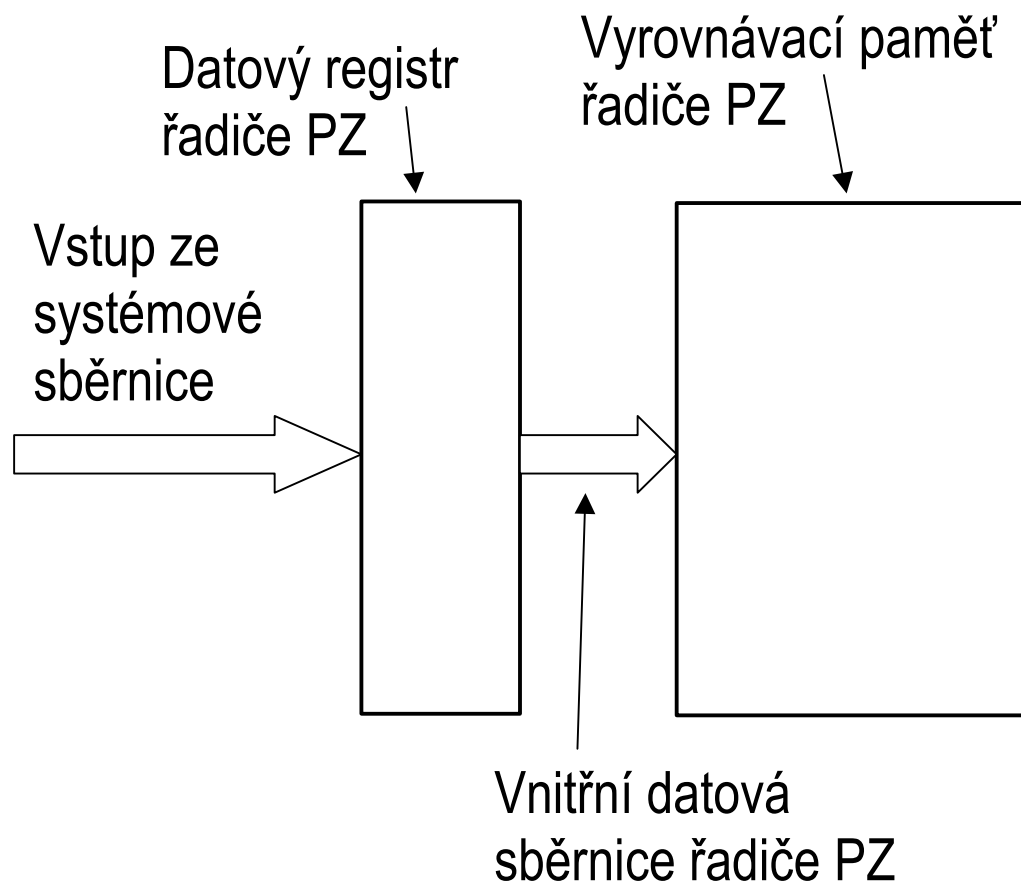 Datový registr
řadiče PZ
Vyrovnávací paměť
řadiče PZ
Vstup ze
systémové
sběrnice
Vnitřní datová
sběrnice řadiče PZ